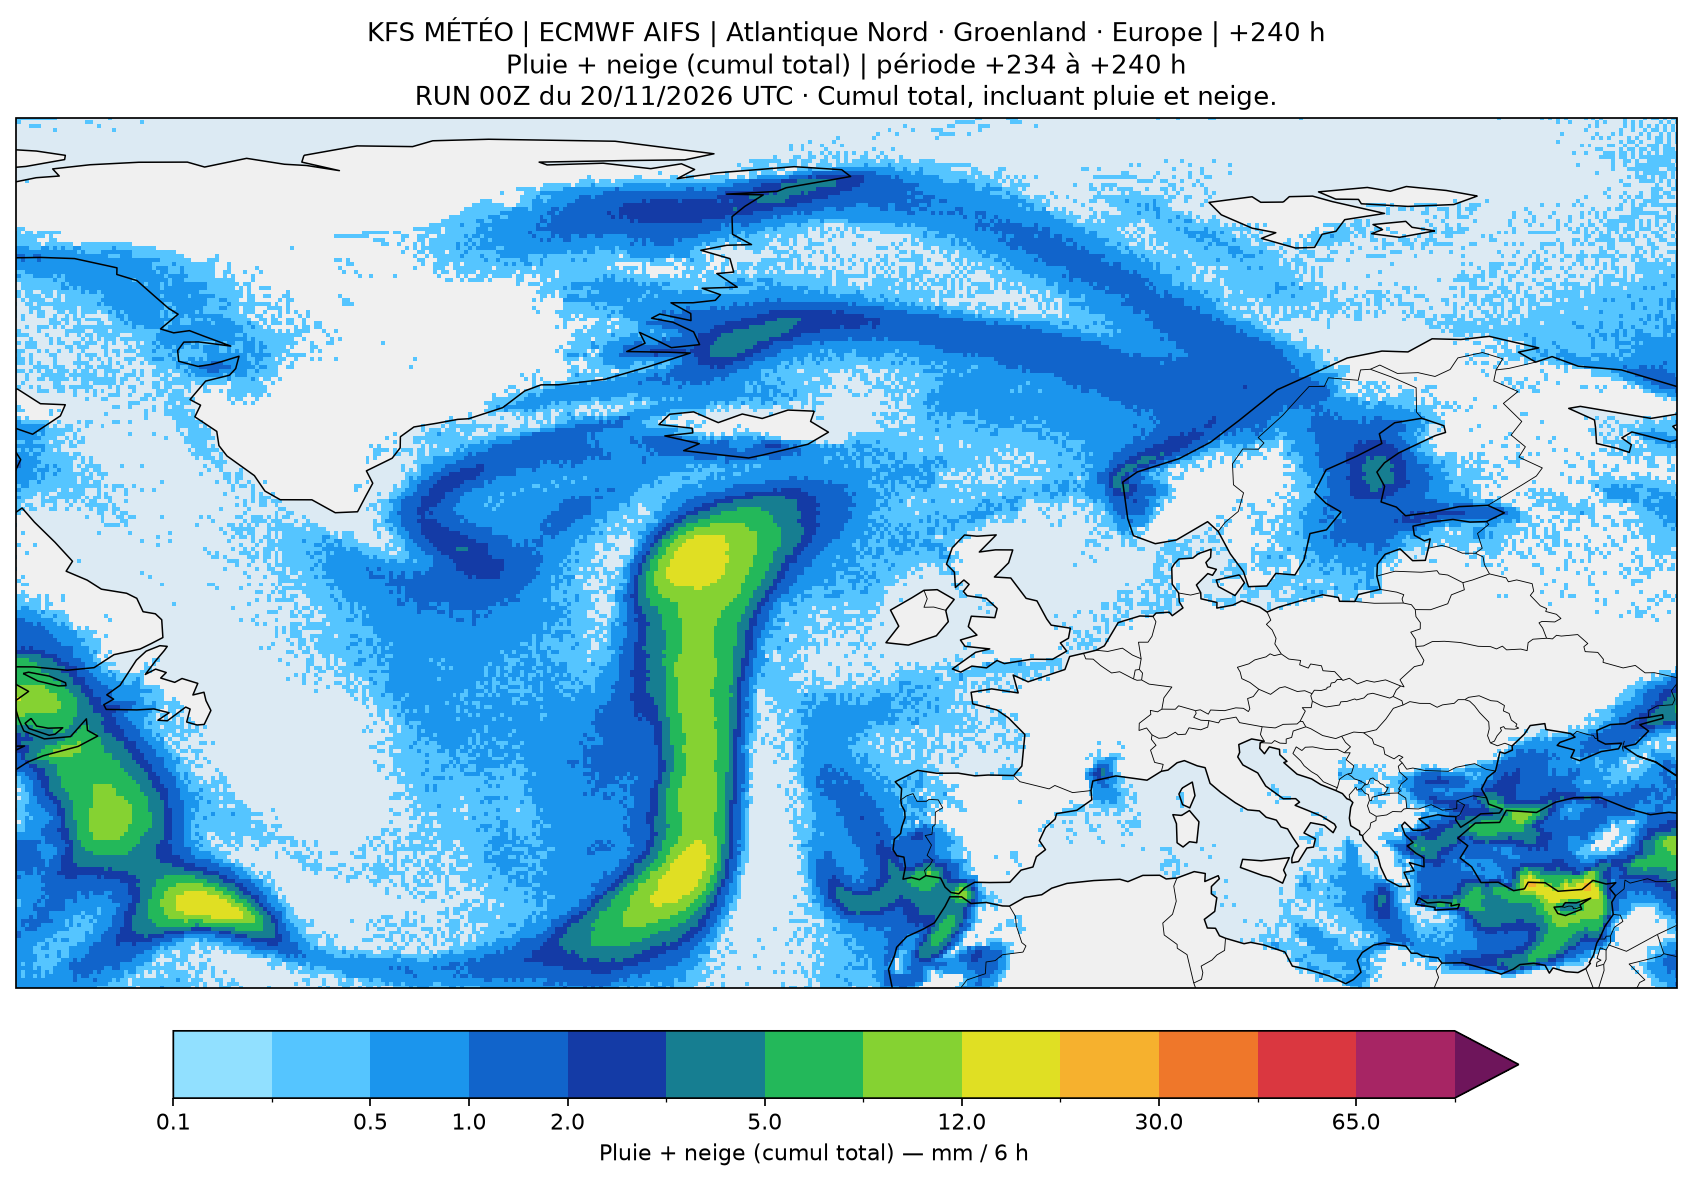 KFS MÉTÉO | ECMWF AIFS | Atlantique Nord · Groenland · Europe | +240 h
Pluie + neige (cumul total) | période +234 à +240 h
RUN 00Z du 20/11/2026 UTC · Cumul total, incluant pluie et neige.
0.1 0.5 1.0 2.0 5.0 12.0 30.0 65.0
Pluie + neige (cumul total) — mm / 6 h